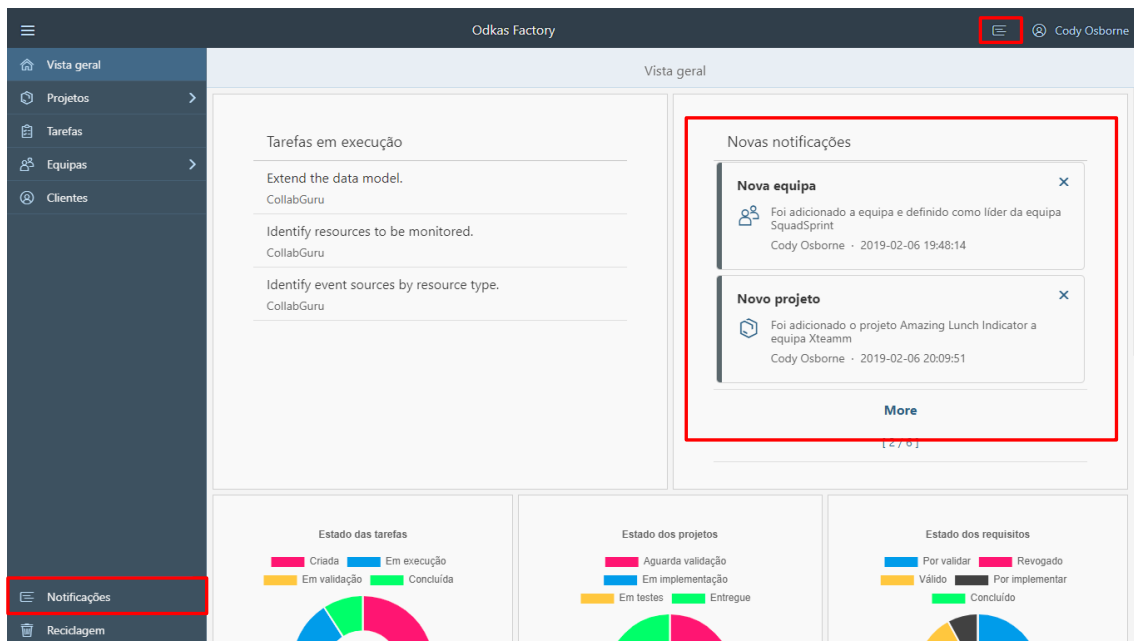 Odkas Factory
Cody Osborne
Vista geral
Projetos
Tarefas
Equipas
Clientes
Notificações
Reciclagem
Vista geral
Tarefas em execução
Extend the data model.
CollabGuru
Identify resources to be monitored.
CollabGuru
Identify event sources by resource type.
CollabGuru
Novas notificações
Nova equipa
Foi adicionado a equipa e definido como líder da equipa
SquadSprint
Cody Osborne · 2019-02-06 19:48:14
Novo projeto
Foi adicionado o projeto Amazing Lunch Indicator a
equipa Xteamm
Cody Osborne · 2019-02-06 20:09:51
More
[ 2 / 6 ]
Estado das tarefas
Criada Em execução
Em validação Concluída
Estado dos projetos
Aguarda validação
Em implementação
Em testes Entregue
Estado dos requisitos
Por validar Revogado
Válido Por implementar
Concluído